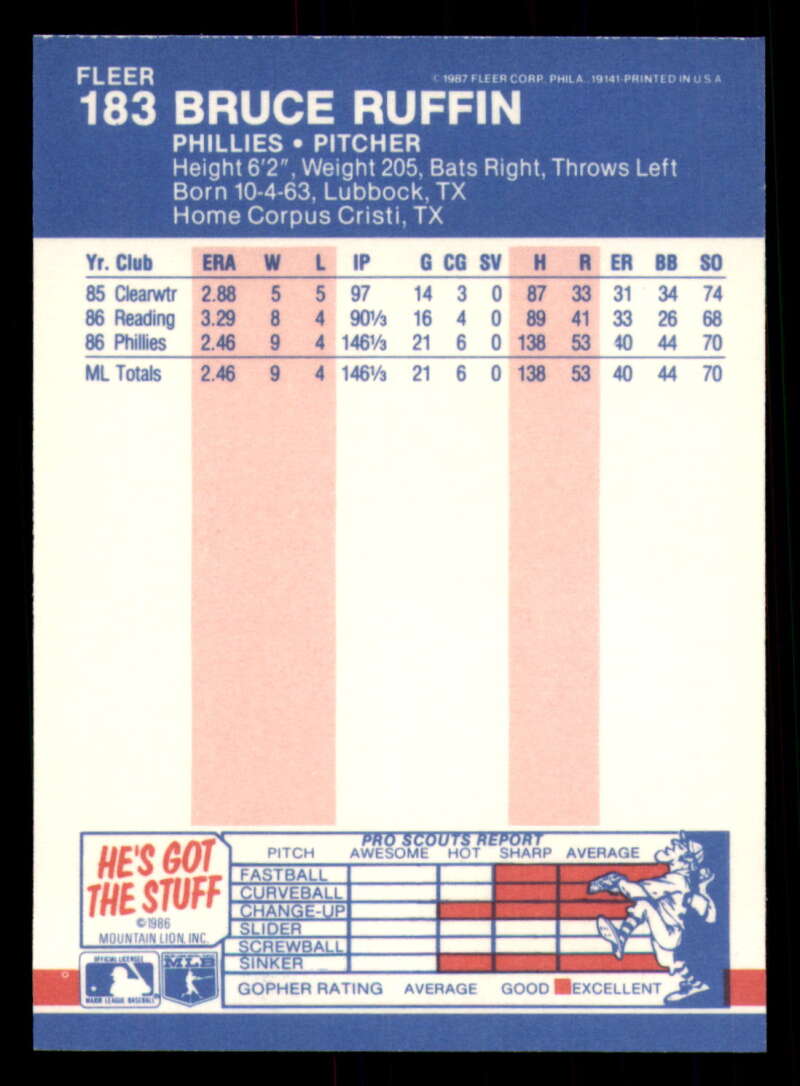 FLEER
© 1987 FLEER CORP. PHILA., 19141-PRINTED IN U S A
183 BRUCE RUFFIN
PHILLIES • PITCHER
Height 6'2", Weight 205, Bats Right, Throws Left
Born 10-4-63, Lubbock, TX
Home Corpus Cristi, TX
Yr. Club ERA W L IP G CG SV H R ER BB SO
85 Clearwtr 2.88 5 5 97 14 3 0 87 33 31 34 74
86 Reading 3.29 8 4 90⅓ 16 4 0 89 41 33 26 68
86 Phillies 2.46 9 4 146⅓ 21 6 0 138 53 40 44 70
ML Totals 2.46 9 4 146⅓ 21 6 0 138 53 40 44 70
HE'S GOT
THE STUFF
©1986
MOUNTAIN LION, INC.
PRO SCOUTS REPORT
PITCH AWESOME HOT SHARP AVERAGE
FASTBALL
CURVEBALL
CHANGE-UP
SLIDER
SCREWBALL
SINKER
GOPHER RATING AVERAGE GOOD EXCELLENT
OFFICIAL LICENSEE
MAJOR LEAGUE BASEBALL
MLB